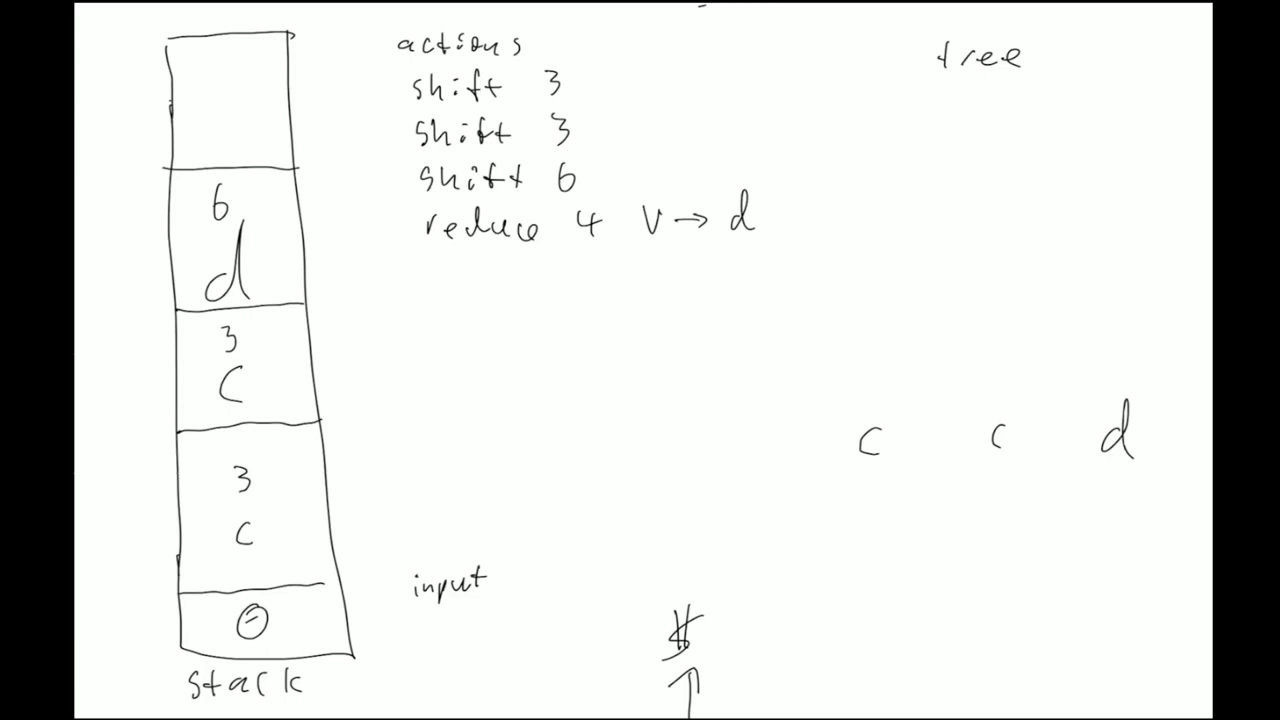 actions
shift 3
shift 3
shift 6
reduce 4 V → d
tree
6
d
3
C
3
c
0
stack
input
$
↑
c c d